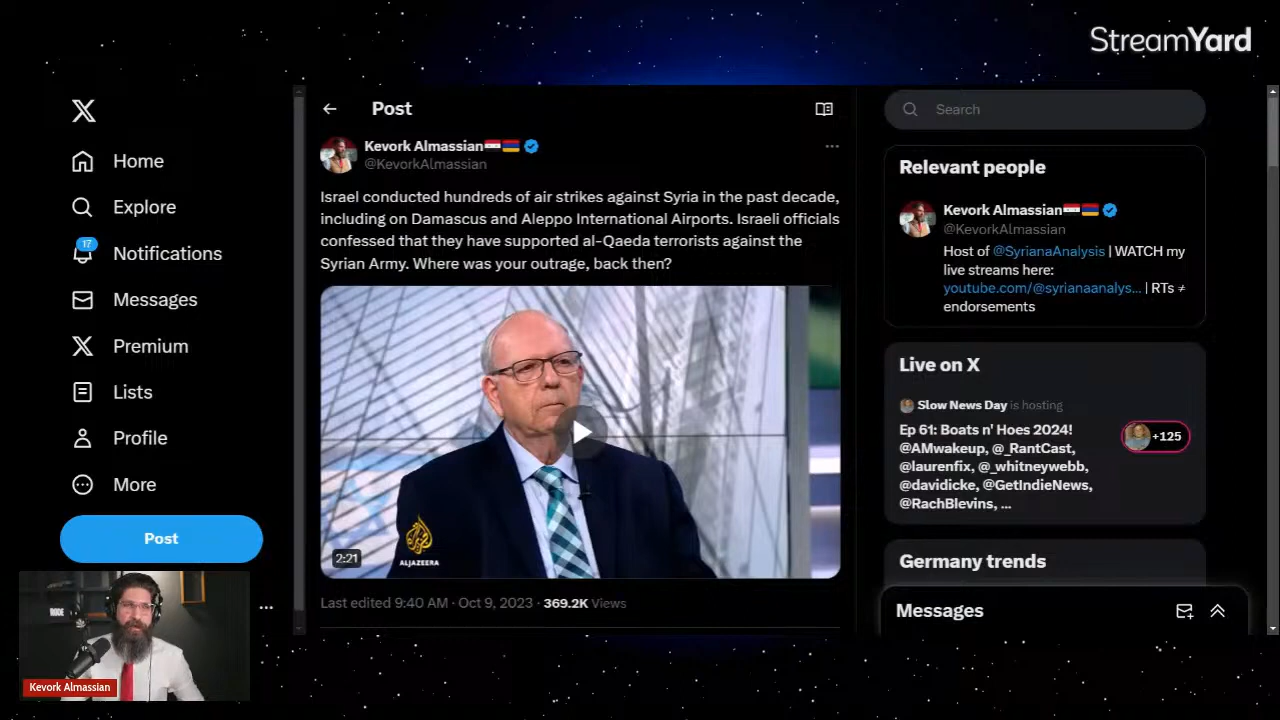 StreamYard
Home
Explore
17
Notifications
Messages
Premium
Lists
Profile
More
Post
RODE
Kevork Almassian
Post
Kevork Almassian
@KevorkAlmassian
Israel conducted hundreds of air strikes against Syria in the past decade,
including on Damascus and Aleppo International Airports. Israeli officials
confessed that they have supported al-Qaeda terrorists against the
Syrian Army. Where was your outrage, back then?
2:21
ALJAZEERA
Last edited 9:40 AM · Oct 9, 2023 · 369.2K Views
Search
Relevant people
Kevork Almassian
@KevorkAlmassian
Host of @SyrianaAnalysis | WATCH my
live streams here:
youtube.com/@syrianaanalys... | RTs ≠
endorsements
Live on X
Slow News Day is hosting
Ep 61: Boats n' Hoes 2024!
@AMwakeup, @_RantCast,
@laurenfix, @_whitneywebb,
@davidicke, @GetIndieNews,
@RachBlevins, ...
+125
Germany trends
Messages